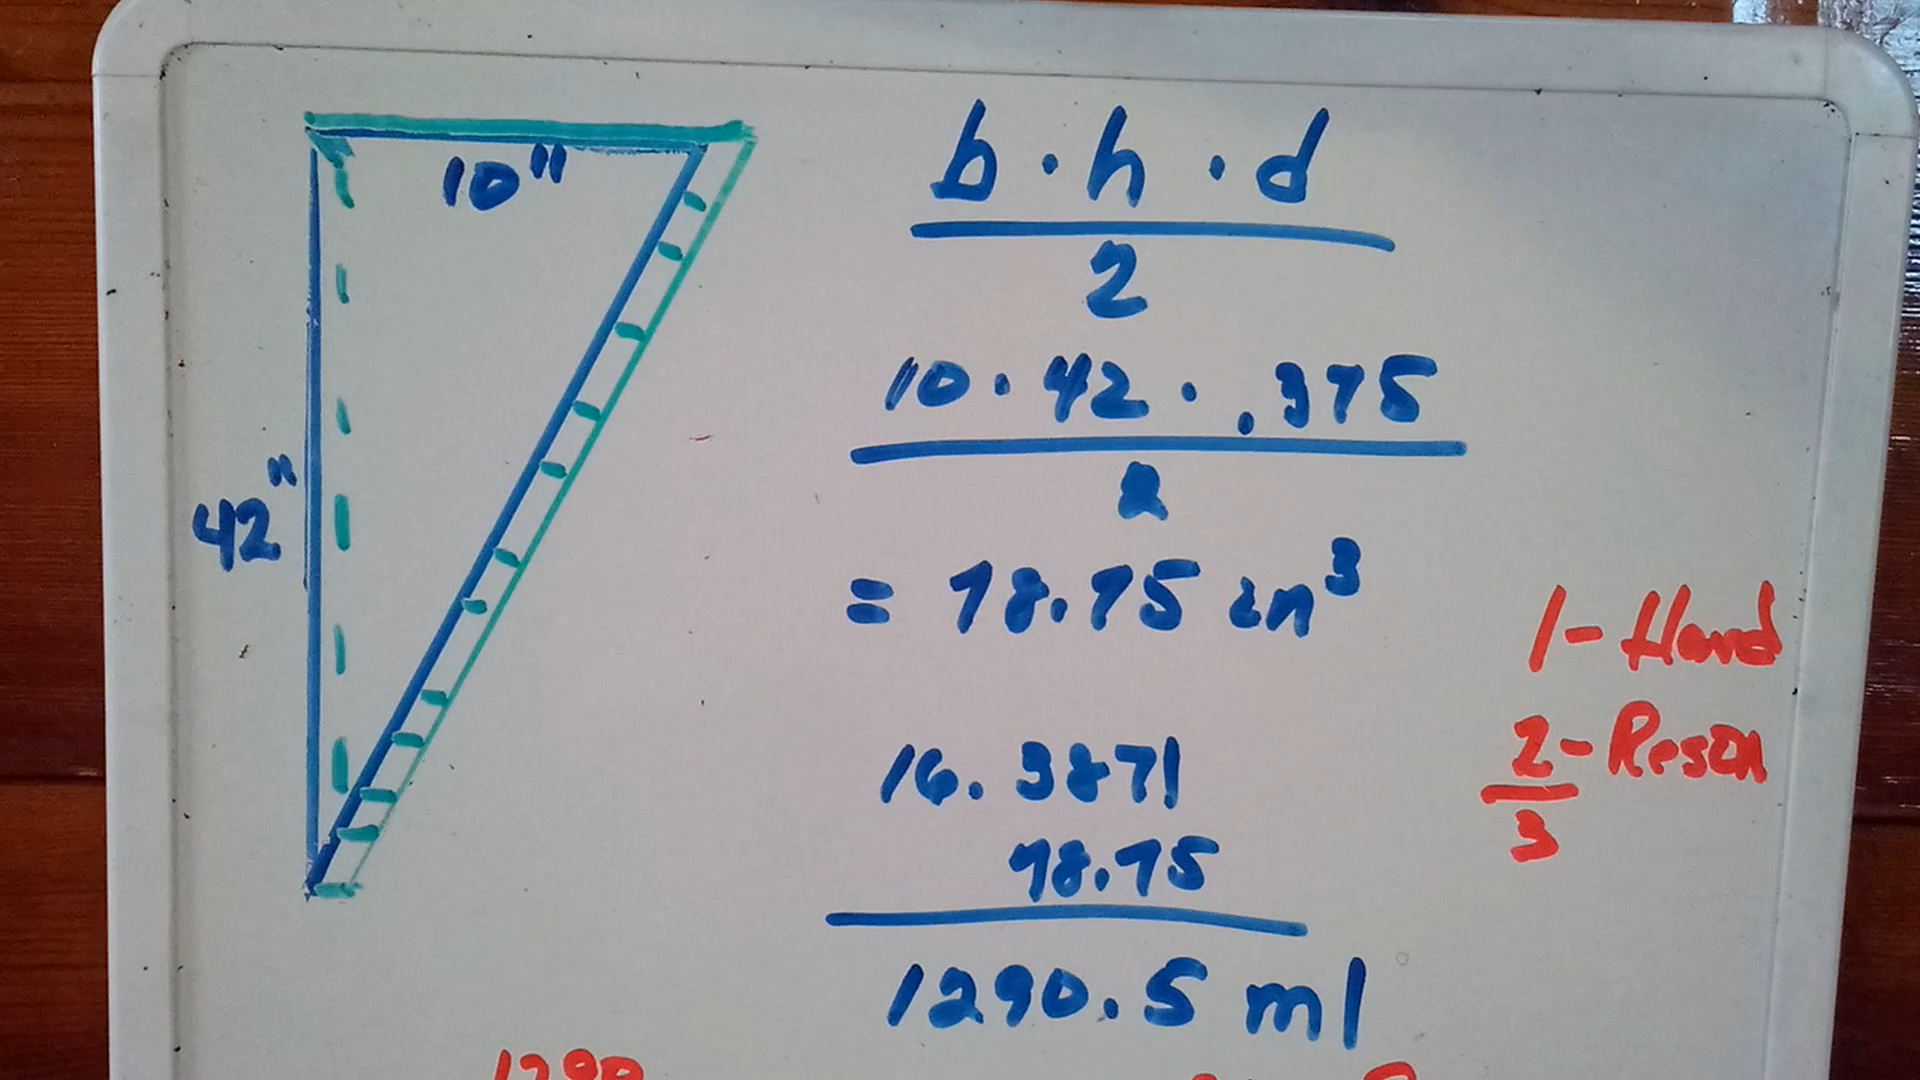 10"
42"
b · h · d
2
10 · 42 · .375
2
= 78.75 in³
16.3871
78.75
1290.5 ml
1 - Hard
2 - Resin
3
1290